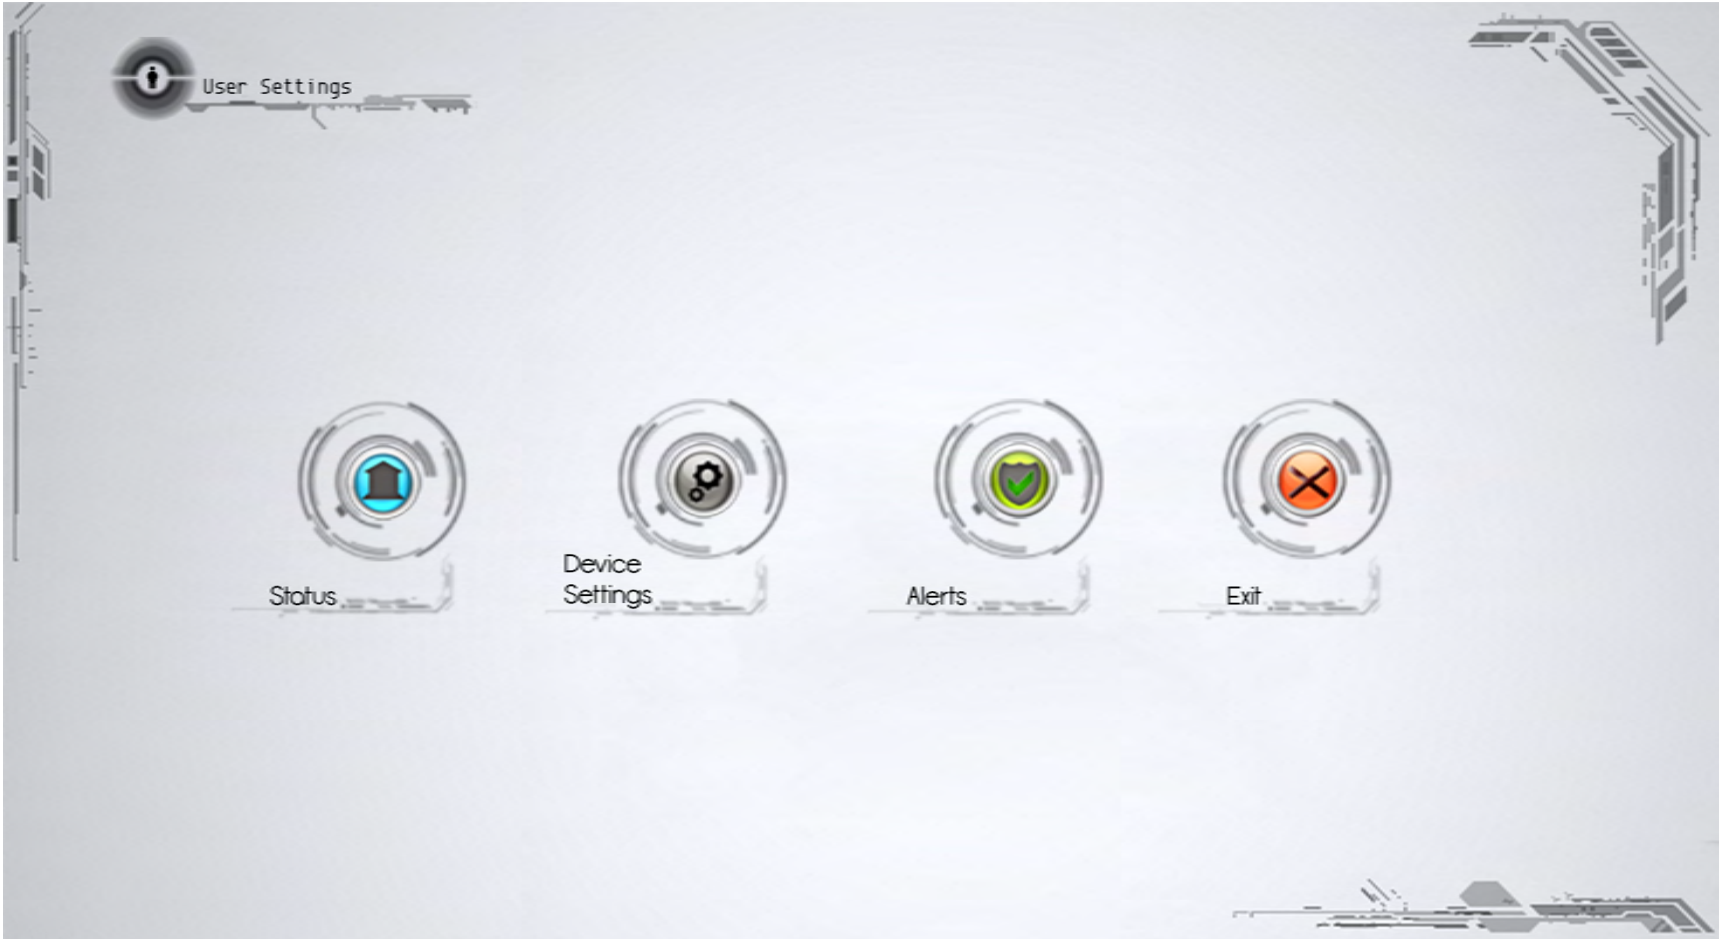 User Settings
Status
Device
Settings
Alerts
Exit